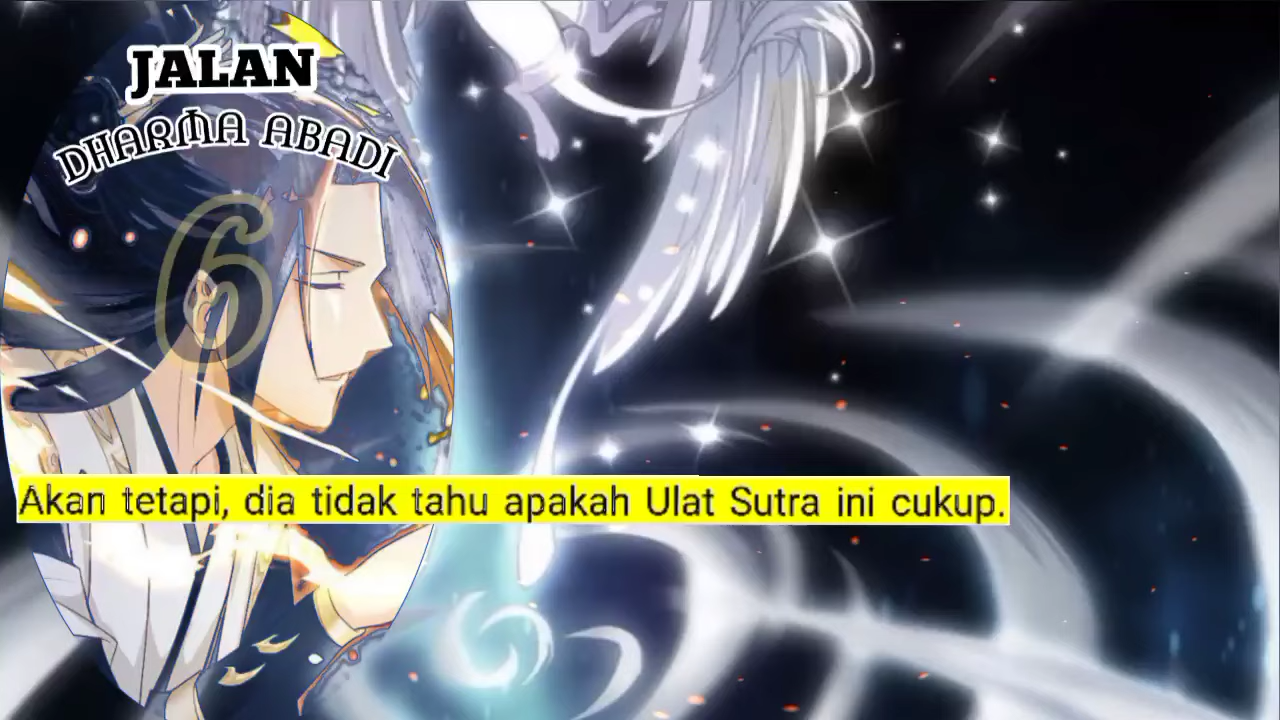 JALAN
DHARMA ABADI
6
Akan tetapi, dia tidak tahu apakah Ulat Sutra ini cukup.